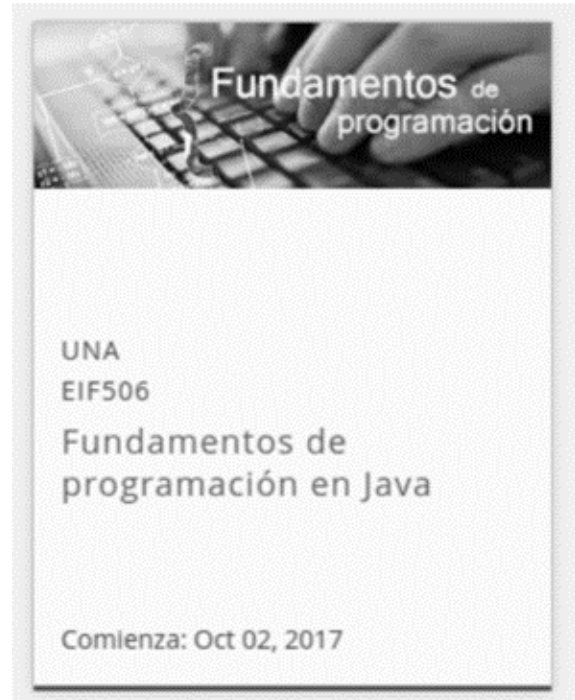 Fundamentos de
programación
UNA
EIF506
Fundamentos de
programación en Java
Comienza: Oct 02, 2017